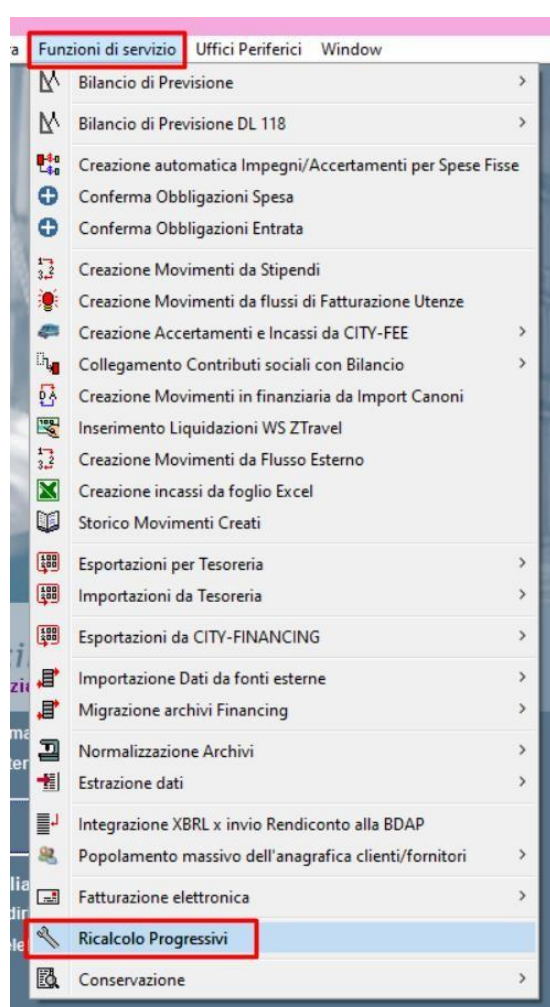 a Funzioni di servizio Uffici Periferici Window
Bilancio di Previsione
Bilancio di Previsione DL 118
Creazione automatica Impegni/Accertamenti per Spese Fisse
Conferma Obbligazioni Spesa
Conferma Obbligazioni Entrata
Creazione Movimenti da Stipendi
Creazione Movimenti da flussi di Fatturazione Utenze
Creazione Accertamenti e Incassi da CITY-FEE
Collegamento Contributi sociali con Bilancio
Creazione Movimenti in finanziaria da Import Canoni
Inserimento Liquidazioni WS ZTravel
Creazione Movimenti da Flusso Esterno
Creazione incassi da foglio Excel
Storico Movimenti Creati
Esportazioni per Tesoreria
Importazioni da Tesoreria
Esportazioni da CITY-FINANCING
Importazione Dati da fonti esterne
Migrazione archivi Financing
Normalizzazione Archivi
Estrazione dati
Integrazione XBRL x invio Rendiconto alla BDAP
Popolamento massivo dell'anagrafica clienti/fornitori
Fatturazione elettronica
Ricalcolo Progressivi
Conservazione